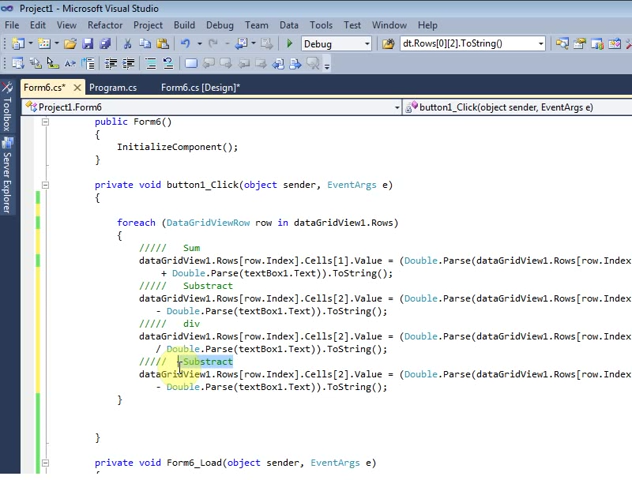 Project1 - Microsoft Visual Studio
File Edit View Refactor Project Build Debug Team Data Tools Test Window Help
Debug dt.Rows[0][2].ToString()
Form6.cs* Program.cs Form6.cs [Design]*
Project1.Form6 button1_Click(object sender, EventArgs e)
Toolbox
Server Explorer
public Form6()
{
InitializeComponent();
}
private void button1_Click(object sender, EventArgs e)
{
foreach (DataGridViewRow row in dataGridView1.Rows)
{
///// Sum
dataGridView1.Rows[row.Index].Cells[1].Value = (Double.Parse(dataGridView1.Rows[row.Index
+ Double.Parse(textBox1.Text)).ToString();
///// Substract
dataGridView1.Rows[row.Index].Cells[2].Value = (Double.Parse(dataGridView1.Rows[row.Index
- Double.Parse(textBox1.Text)).ToString();
///// div
dataGridView1.Rows[row.Index].Cells[2].Value = (Double.Parse(dataGridView1.Rows[row.Index
/ Double.Parse(textBox1.Text)).ToString();
///// Substract
dataGridView1.Rows[row.Index].Cells[2].Value = (Double.Parse(dataGridView1.Rows[row.Index
- Double.Parse(textBox1.Text)).ToString();
}
}
private void Form6_Load(object sender, EventArgs e)